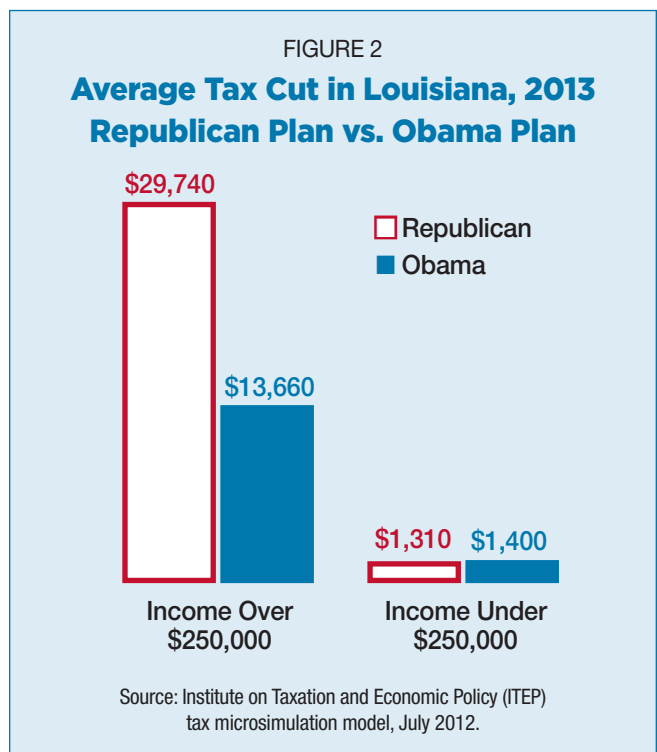 FIGURE 2
Average Tax Cut in Louisiana, 2013
Republican Plan vs. Obama Plan
$29,740
Republican
Obama
$13,660
$1,310 $1,400
Income Over
$250,000
Income Under
$250,000
Source: Institute on Taxation and Economic Policy (ITEP)
tax microsimulation model, July 2012.